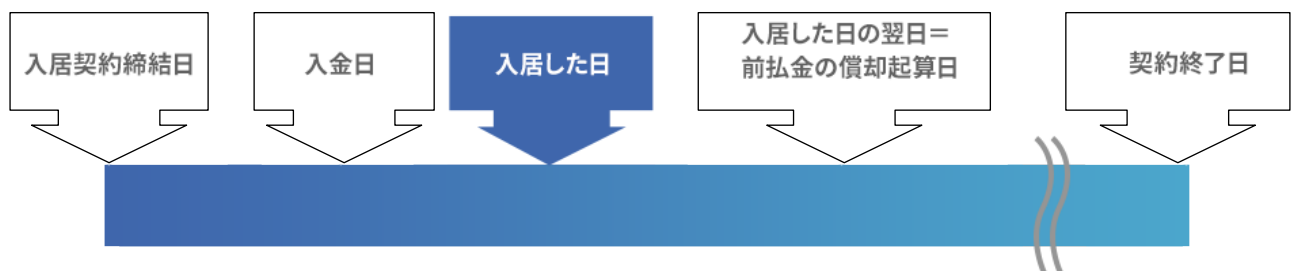 入居契約締結日
入金日
入居した日
入居した日の翌日＝
前払金の償却起算日
契約終了日